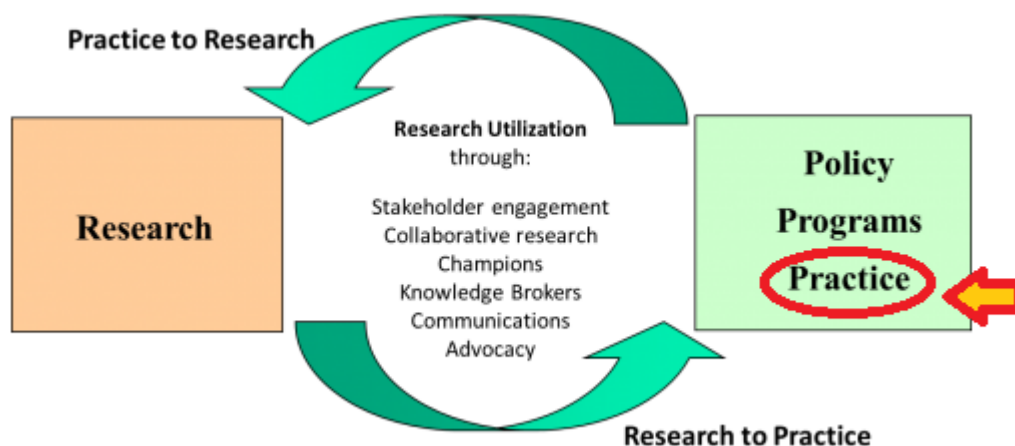 Practice to Research
Research
Research Utilization
through:
Stakeholder engagement
Collaborative research
Champions
Knowledge Brokers
Communications
Advocacy
Policy
Programs
Practice
Research to Practice